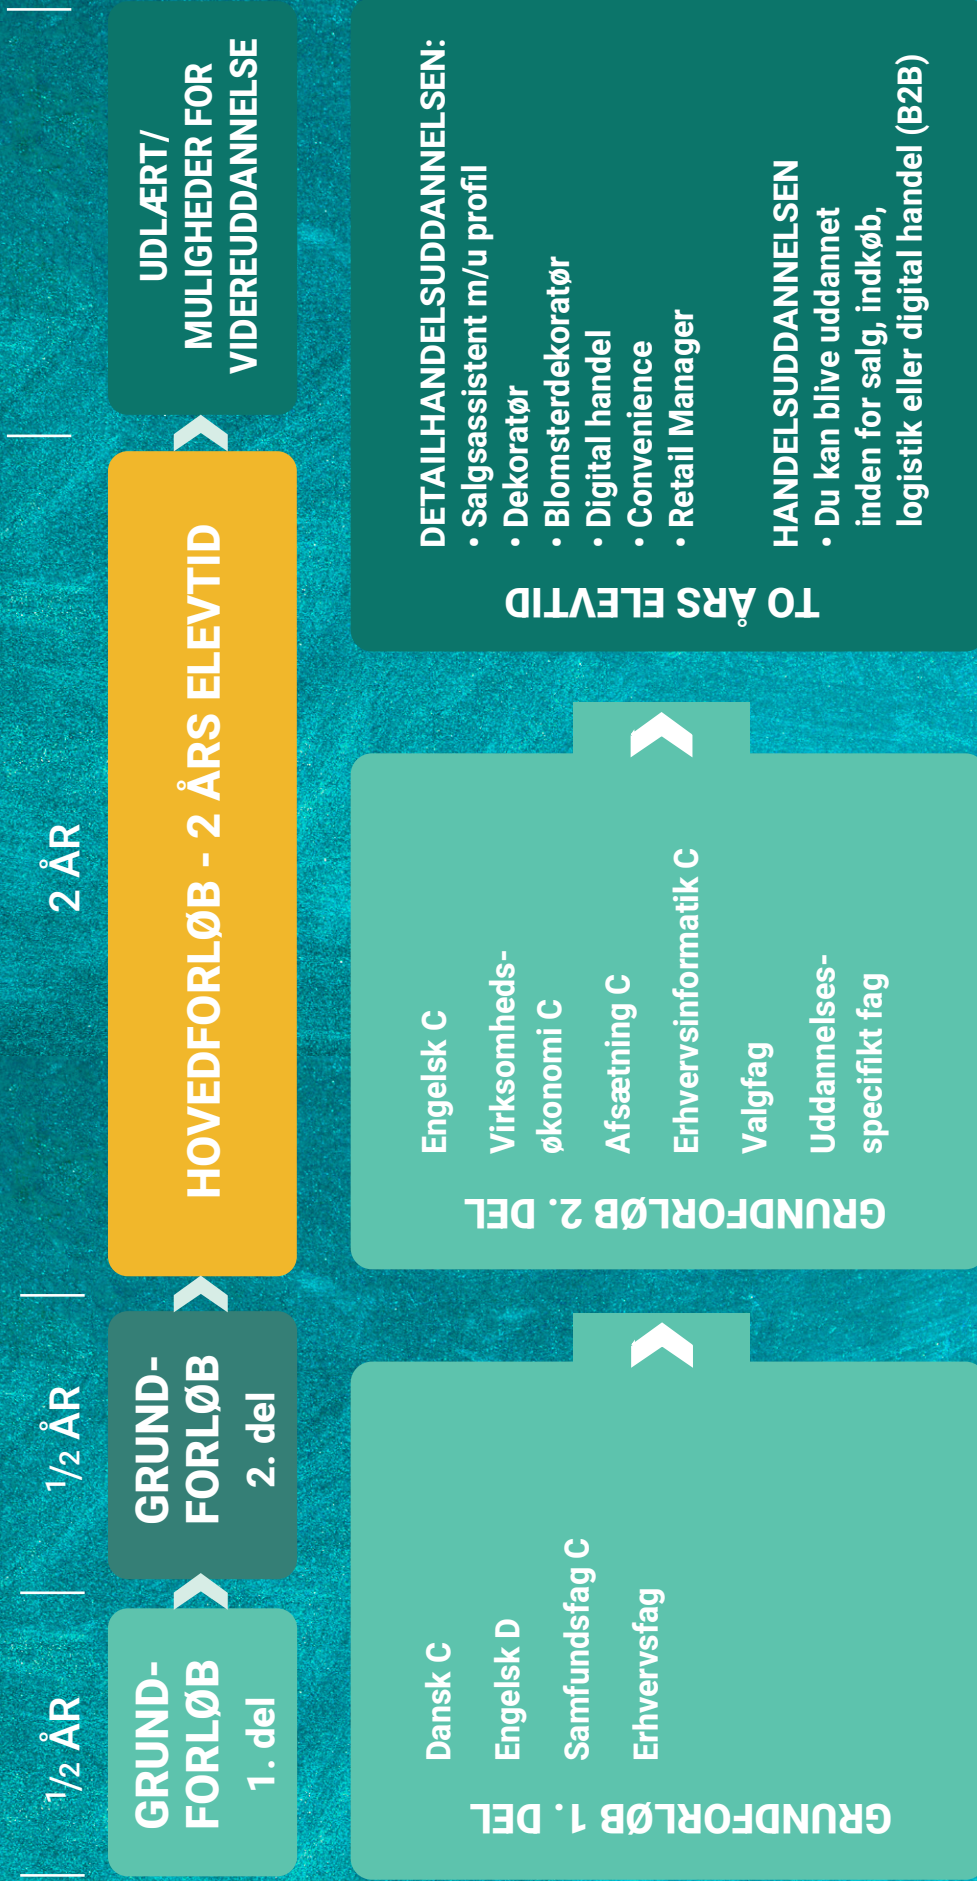 1/2 ÅR
1/2 ÅR
2 ÅR
GRUND-
FORLØB
1. del
GRUND-
FORLØB
2. del
HOVEDFORLØB - 2 ÅRS ELEVTID
UDLÆRT/
MULIGHEDER FOR
VIDEREUDDANNELSE
GRUNDFORLØB 1. DEL
Dansk C
Engelsk D
Samfundsfag C
Erhvervsfag
GRUNDFORLØB 2. DEL
Engelsk C
Virksomheds-
økonomi C
Afsætning C
Erhvervsinformatik C
Valgfag
Uddannelses-
specifikt fag
TO ÅRS ELEVTID
DETAILHANDELSUDDANNELSEN:
• Salgsassistent m/u profil
• Dekoratør
• Blomsterdekoratør
• Digital handel
• Convenience
• Retail Manager
HANDELSUDDANNELSEN
• Du kan blive uddannet
inden for salg, indkøb,
logistik eller digital handel (B2B)